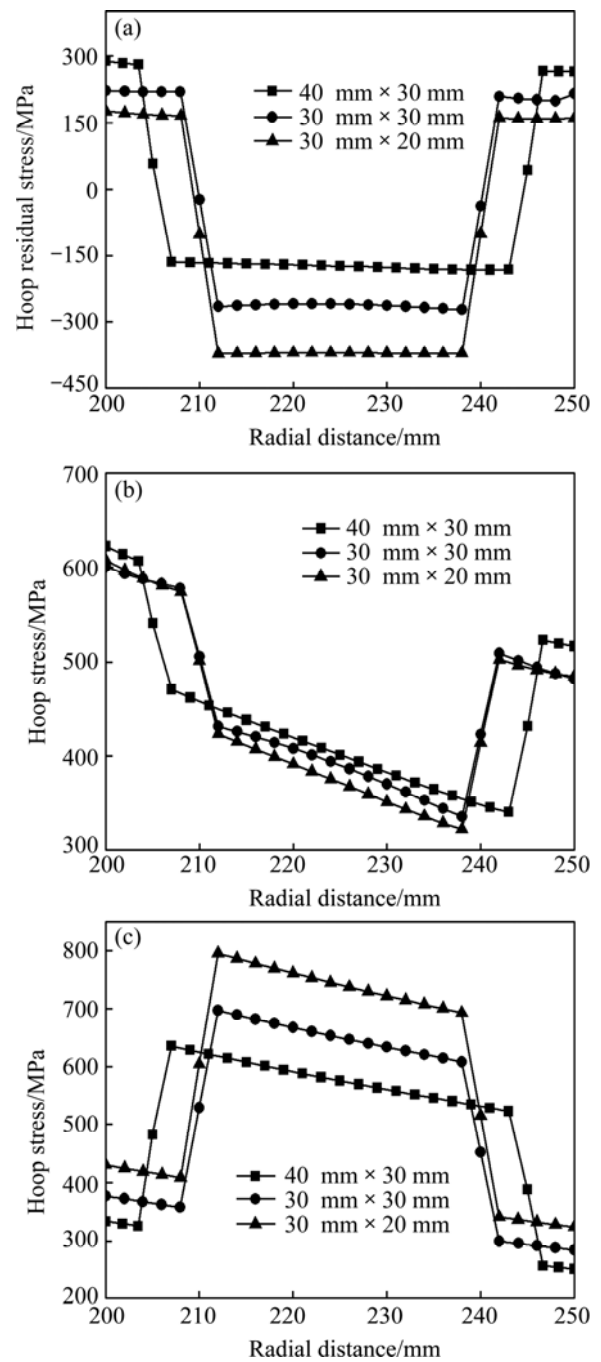 (a)
Hoop residual stress/MPa
300
150
0
−150
−300
−450
40 mm × 30 mm
30 mm × 30 mm
30 mm × 20 mm
200 210 220 230 240 250
Radial distance/mm
(b)
Hoop stress/MPa
700
600
500
400
300
40 mm × 30 mm
30 mm × 30 mm
30 mm × 20 mm
200 210 220 230 240 250
Radial distance/mm
(c)
Hoop stress/MPa
800
700
600
500
400
300
200
40 mm × 30 mm
30 mm × 30 mm
30 mm × 20 mm
200 210 220 230 240 250
Radial distance/mm